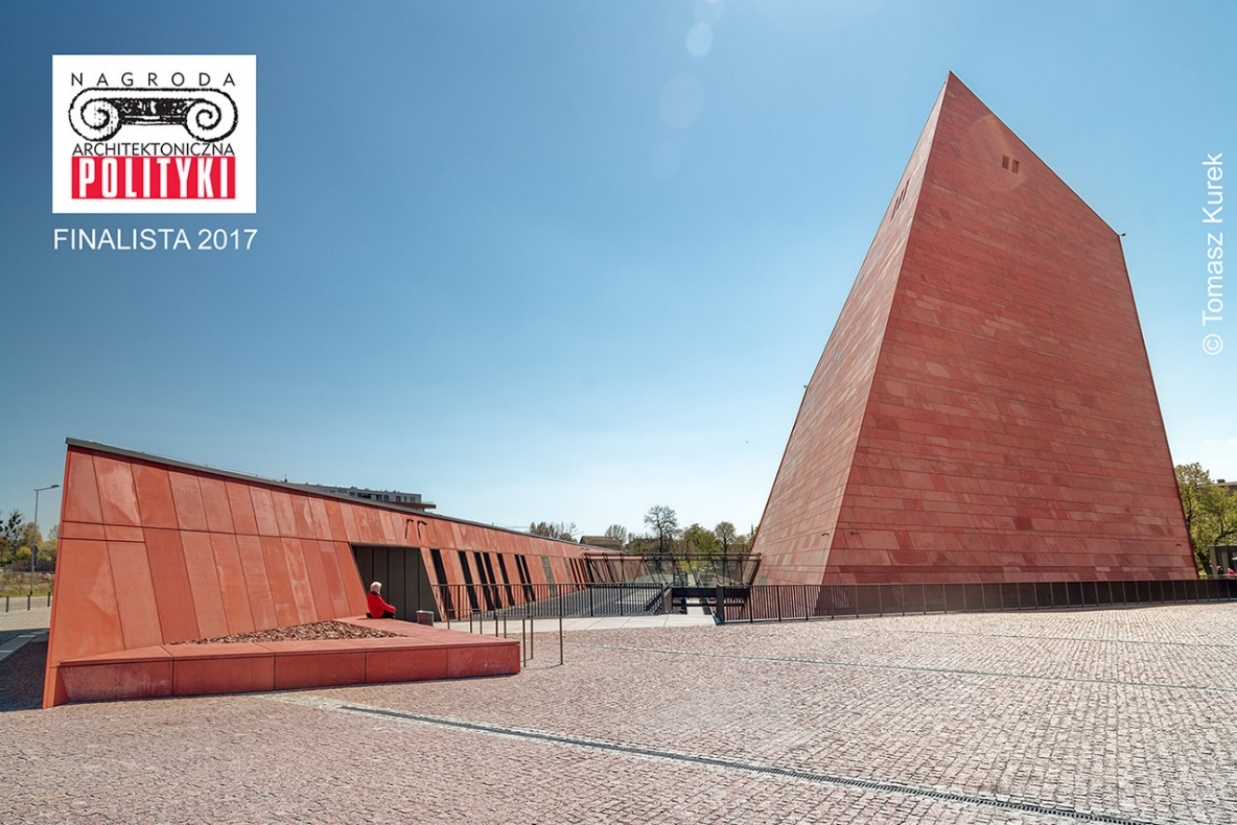 NAGRODA
ARCHITEKTONICZNA
POLITYKI
FINALISTA 2017
© Tomasz Kurek